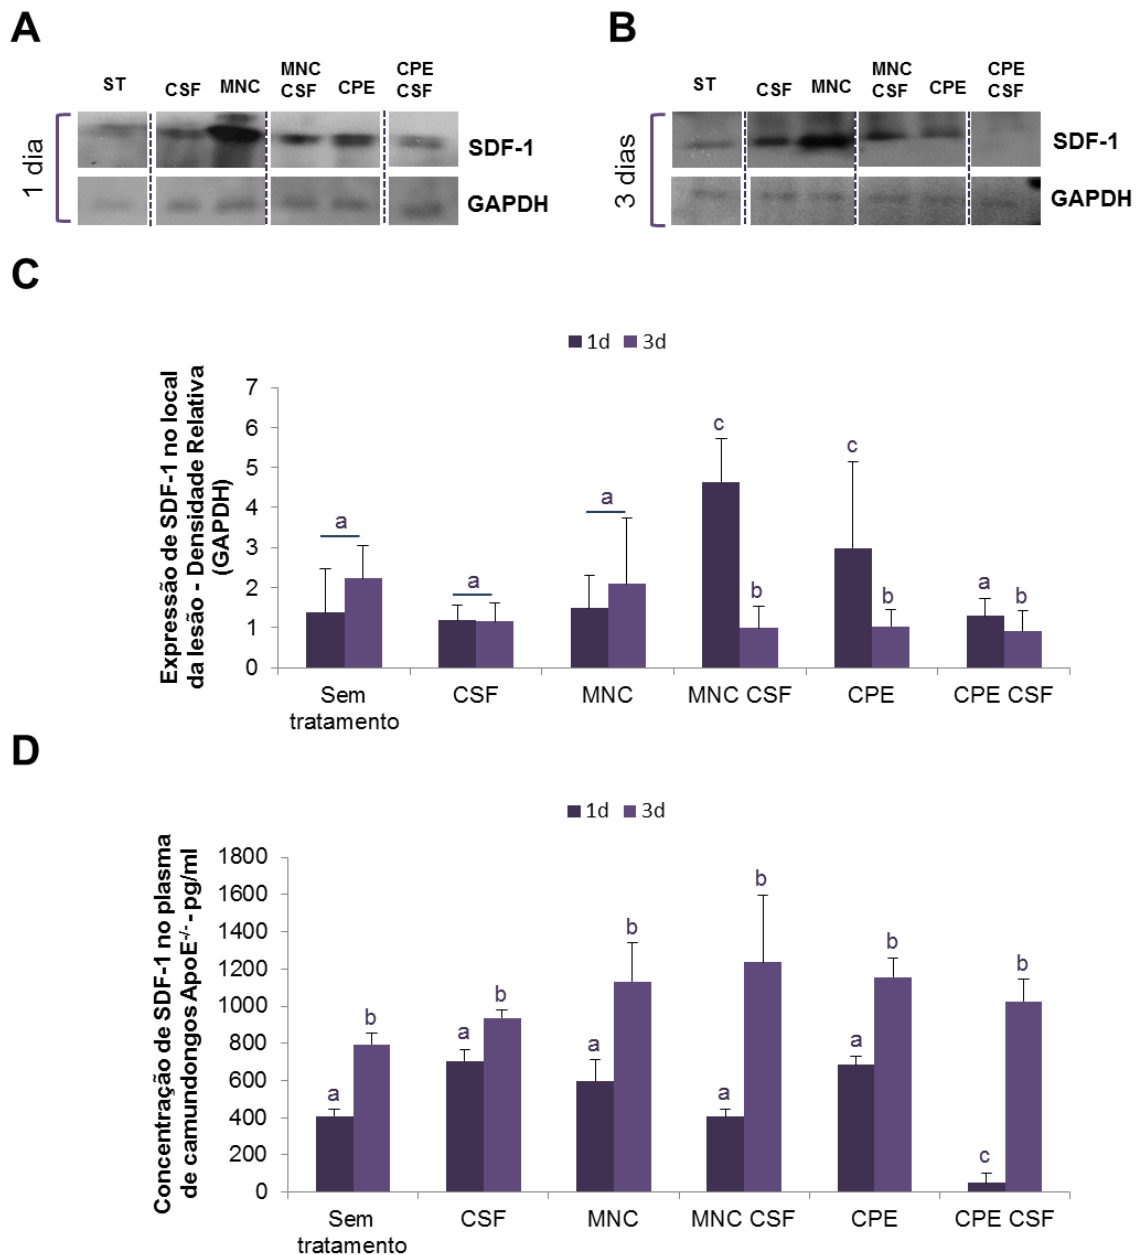 A
ST
CSF
MNC
MNC
CSF
CPE
CPE
CSF
1 dia
SDF-1
GAPDH
B
ST
CSF
MNC
MNC
CSF
CPE
CPE
CSF
3 dias
SDF-1
GAPDH
C
1d 3d
Expressão de SDF-1 no local
da lesão - Densidade Relativa
(GAPDH)
7
6
5
4
3
2
1
0
a
a
a
c
b
c
b
a
b
Sem
tratamento
CSF
MNC
MNC CSF
CPE
CPE CSF
D
1d 3d
Concentração de SDF-1 no plasma
de camundongos ApoE-/- - pg/ml
1800
1600
1400
1200
1000
800
600
400
200
0
a
b
a
b
a
b
a
b
a
b
c
b
Sem
tratamento
CSF
MNC
MNC CSF
CPE
CPE CSF